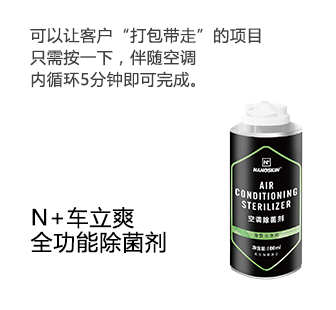 可以让客户“打包带走”的项目
只需按一下，伴随空调
内循环5分钟即可完成。
N+
NANOSKIN
AIR
CONDITIONING
STERILIZER
空调除菌剂
N+车立爽
全功能除菌剂